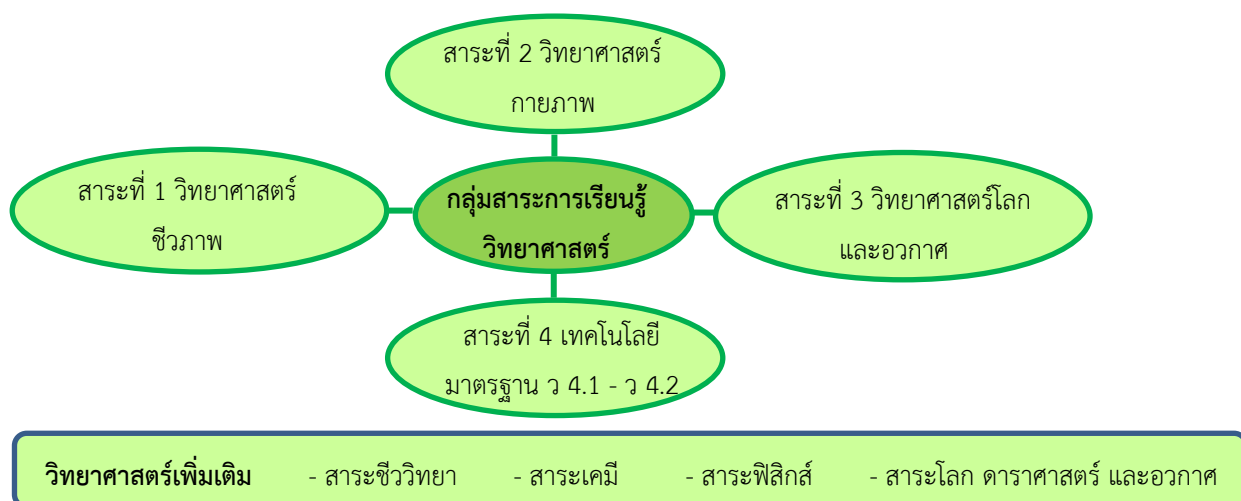 สาระที่ 2 วิทยาศาสตร์
กายภาพ
สาระที่ 1 วิทยาศาสตร์
ชีวภาพ
กลุ่มสาระการเรียนรู้
วิทยาศาสตร์
สาระที่ 3 วิทยาศาสตร์โลก
และอวกาศ
สาระที่ 4 เทคโนโลยี
มาตรฐาน ว 4.1 - ว 4.2
วิทยาศาสตร์เพิ่มเติม - สาระชีววิทยา - สาระเคมี - สาระฟิสิกส์ - สาระโลก ดาราศาสตร์ และอวกาศ